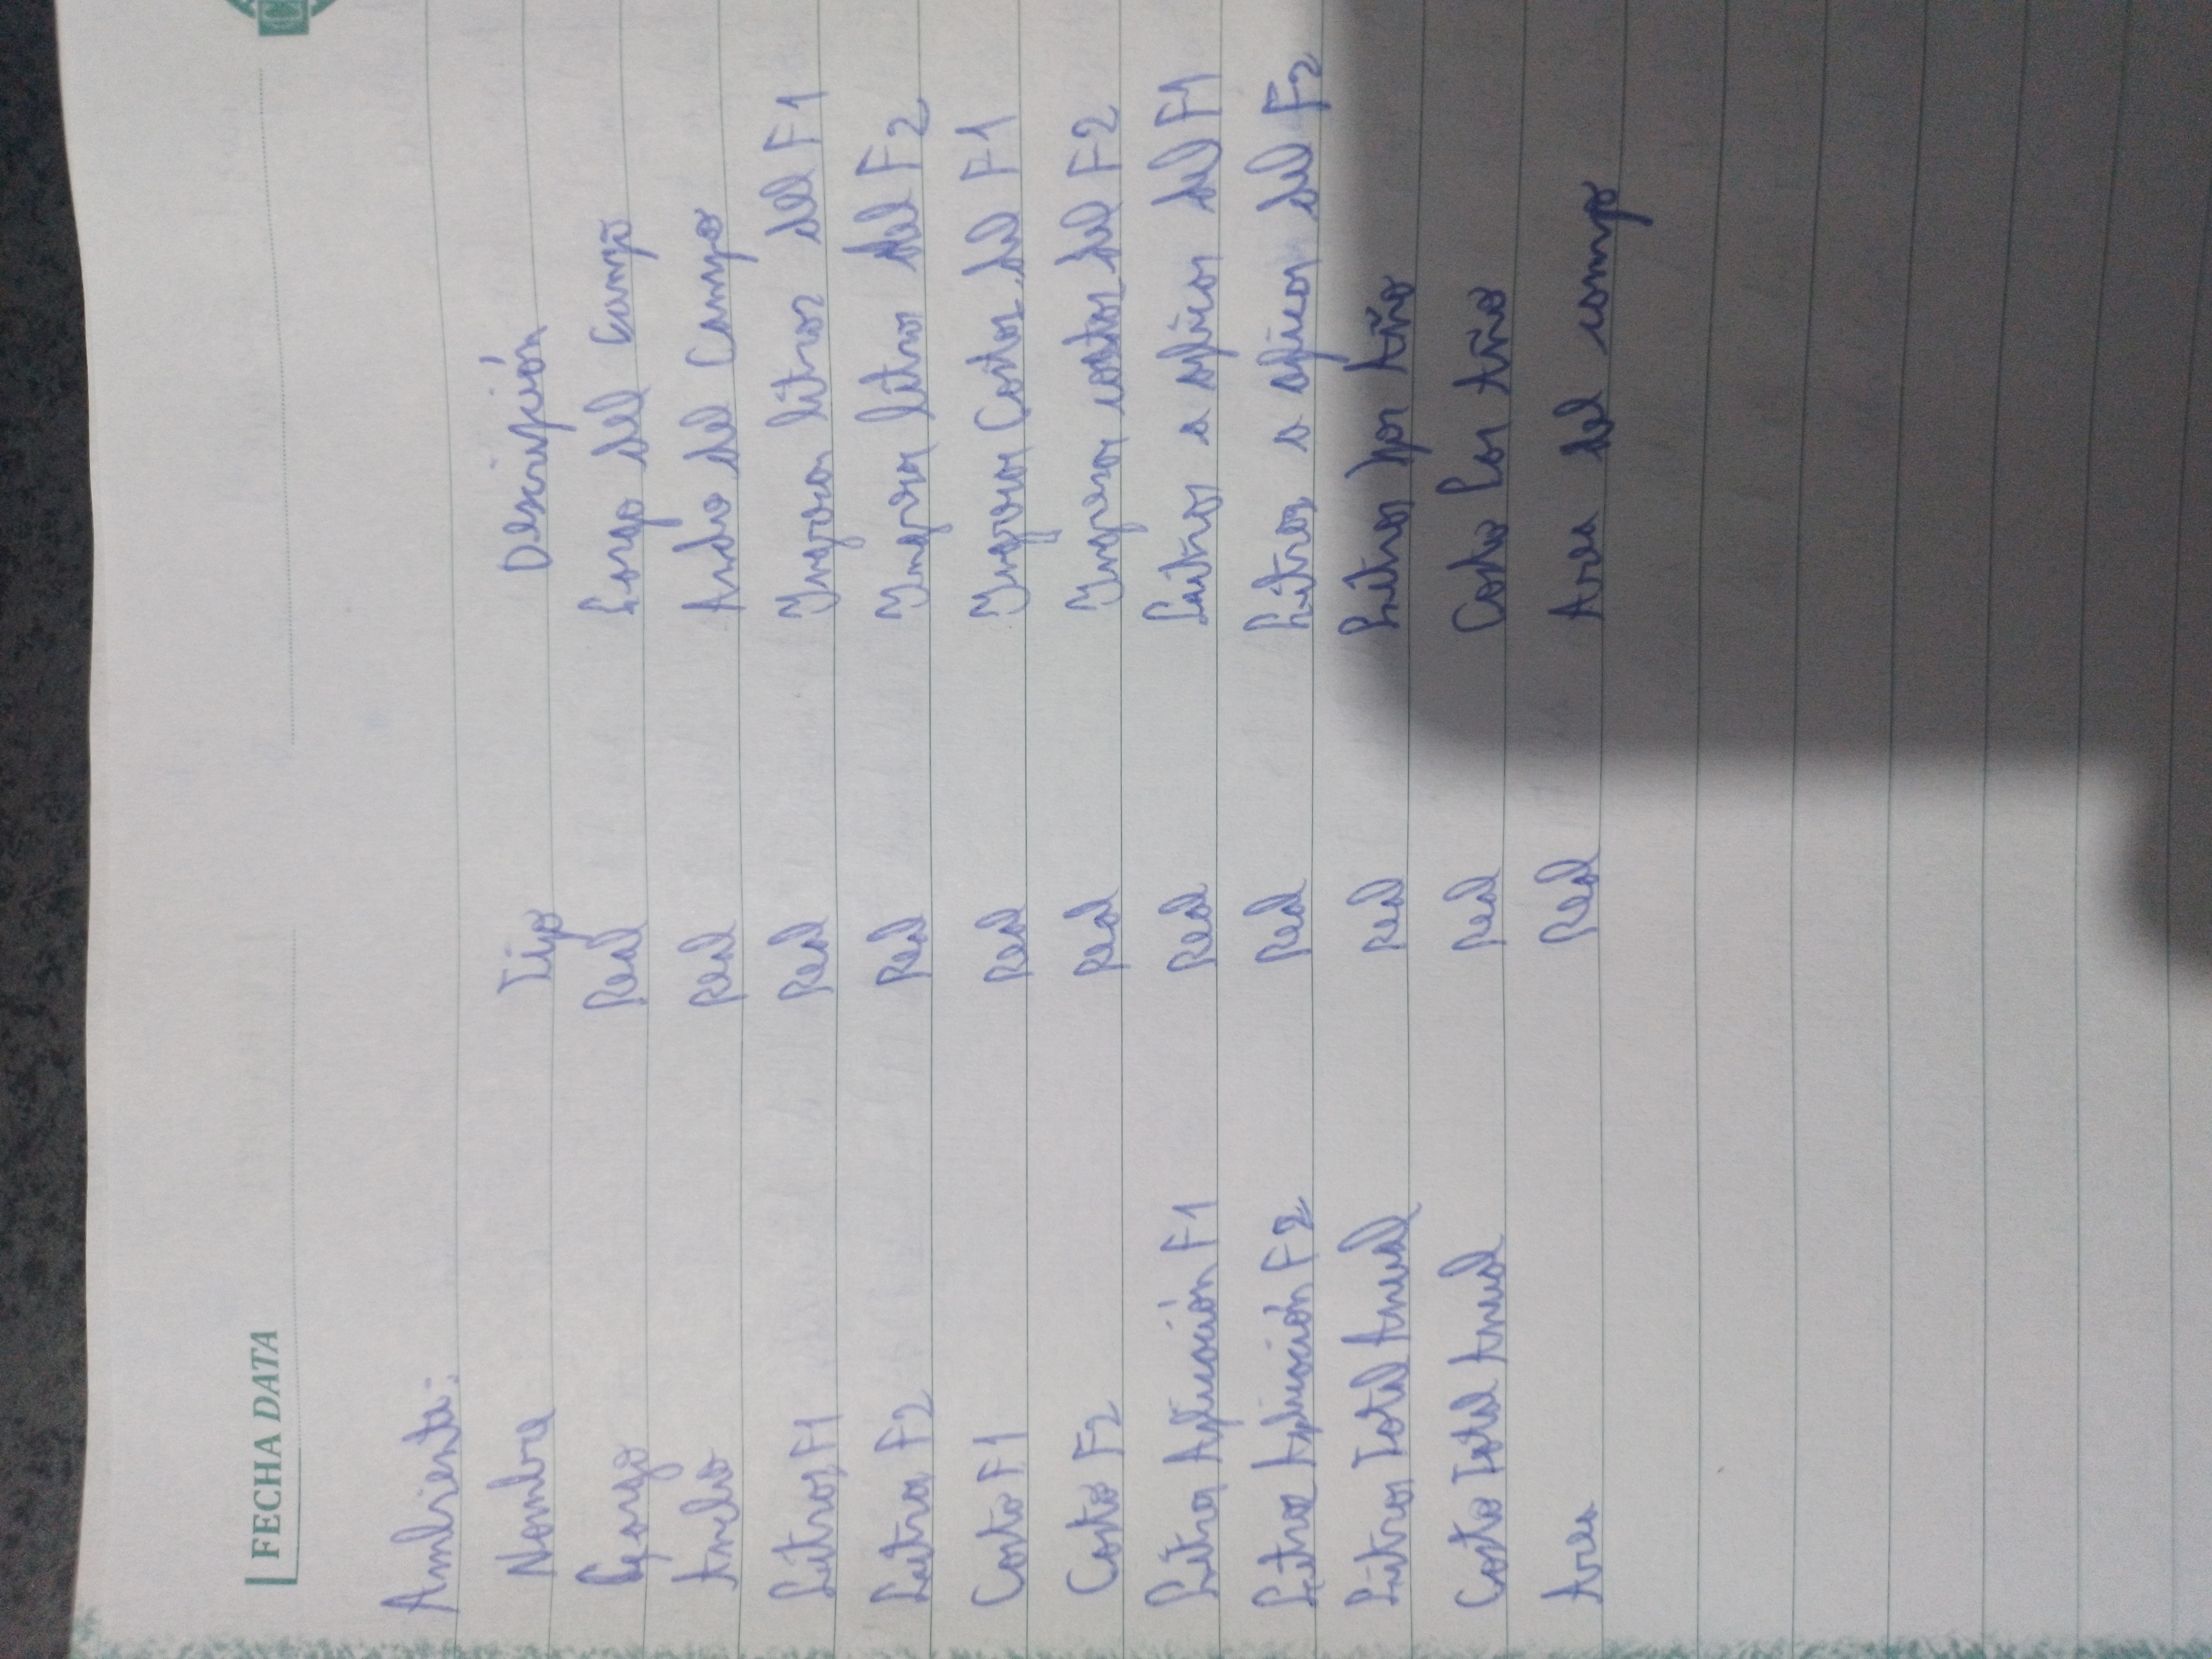 FECHA DATA
Ambiente:
Nombre Tipo Descripción
Largo Real Largo del Campo
Ancho Real Ancho del Campo
Litros F1 Real Ingresar litros del F1
Litros F2 Real Ingresar litros del F2
Costo F1 Real Ingresar Costos del F1
Costo F2 Real Ingresar costos del F2
Litros Aplicación F1 Real Litros a aplicar del F1
Litros Aplicación F2 Real Litros a aplicar del F2
Litros Total Anual Real Litros por Año
Costo Total Anual Real Costo Por Año
Area Real Area del campo